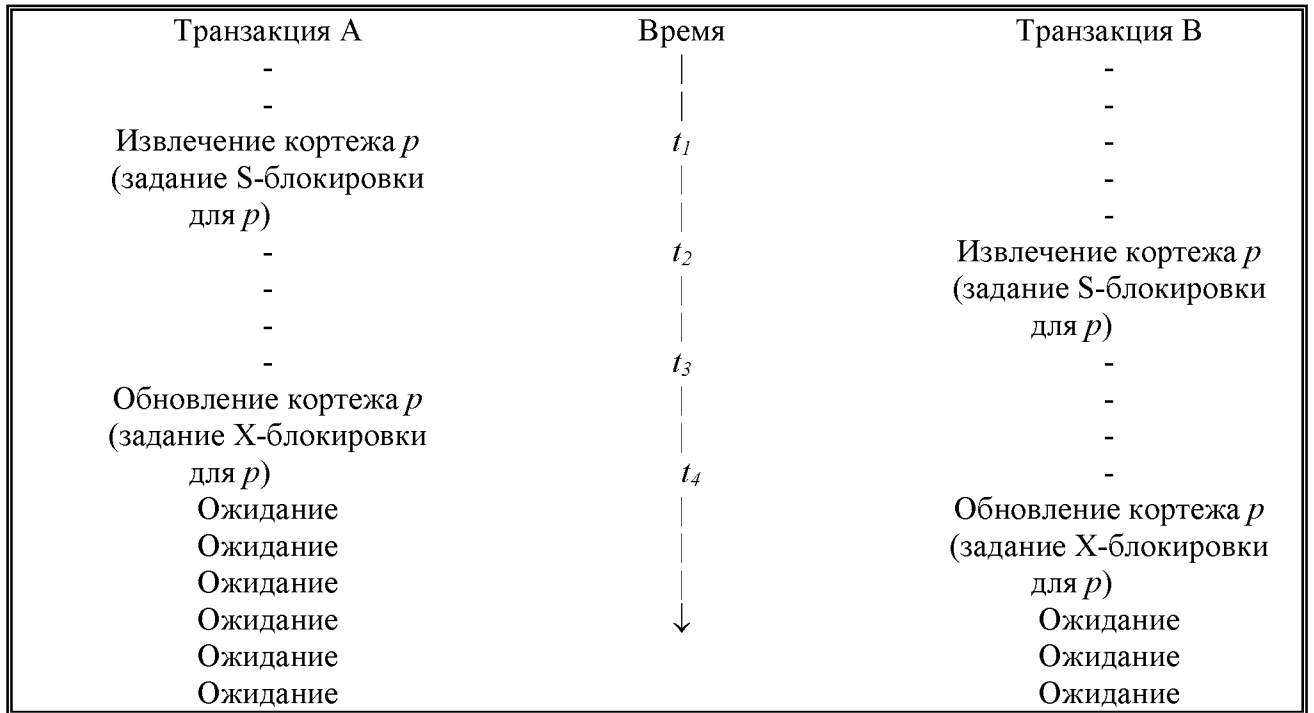 Транзакция А Время Транзакция В
- | -
- | -
Извлечение кортежа p t1 -
(задание S-блокировки | -
для p) | -
- t2 Извлечение кортежа p
- | (задание S-блокировки
- | для p)
- t3 -
Обновление кортежа p | -
(задание X-блокировки | -
для p) t4 -
Ожидание | Обновление кортежа p
Ожидание | (задание X-блокировки
Ожидание | для p)
Ожидание ↓ Ожидание
Ожидание Ожидание
Ожидание Ожидание